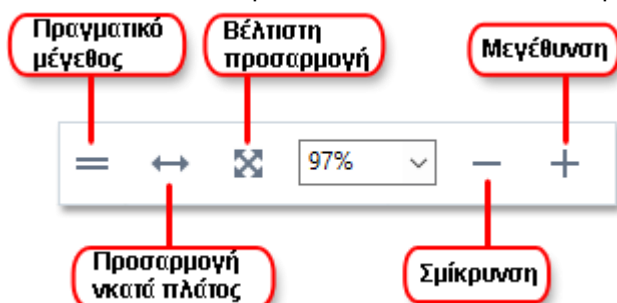 Πραγματικό
μέγεθος
Βέλτιστη
προσαρμογή
Μεγέθυνση
97%
Προσαρμογή
νκατά πλάτος
Σμίκρυνση